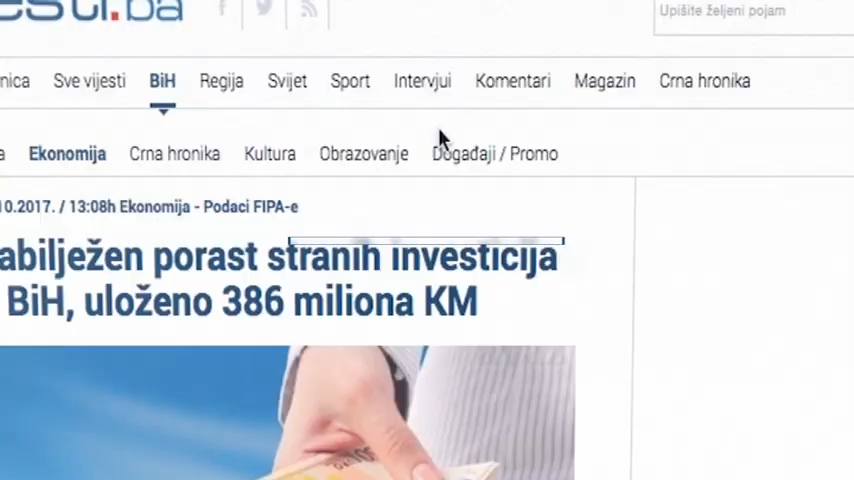 esti.ba
Upišite željeni pojam
nica Sve vijesti BiH Regija Svijet Sport Intervjui Komentari Magazin Crna hronika
a Ekonomija Crna hronika Kultura Obrazovanje Događaji / Promo
10.2017. / 13:08h Ekonomija - Podaci FIPA-e
abilježen porast stranih investicija
BiH, uloženo 386 miliona KM